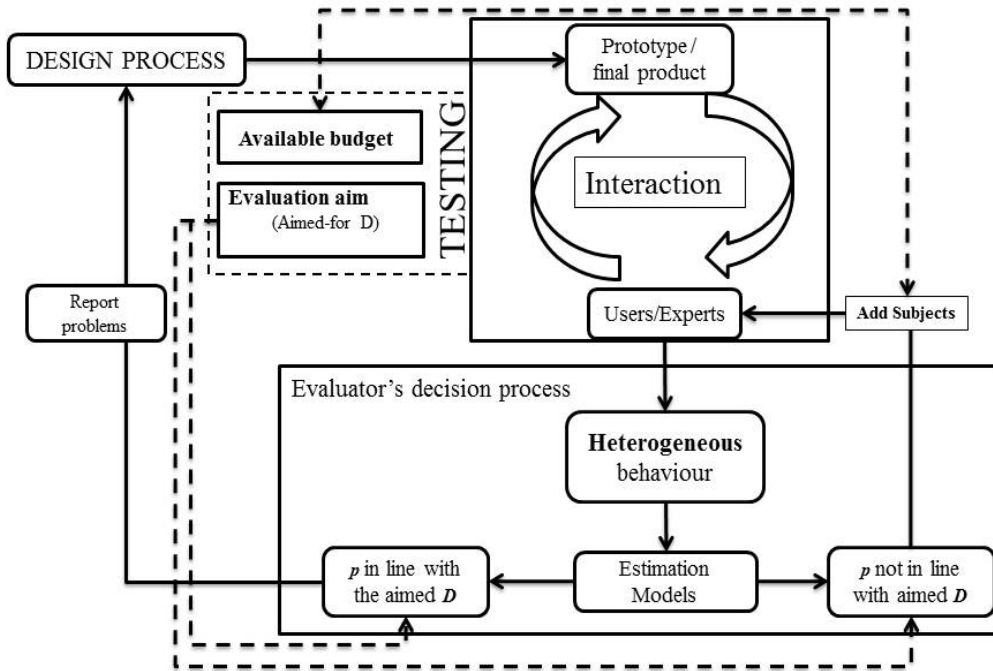 DESIGN PROCESS
Prototype /
final product
Available budget
Evaluation aim
(Aimed-for D)
TESTING
Interaction
Report
problems
Users/Experts
Add Subjects
Evaluator’s decision process
Heterogeneous
behaviour
p in line with
the aimed D
Estimation
Models
p not in line
with aimed D